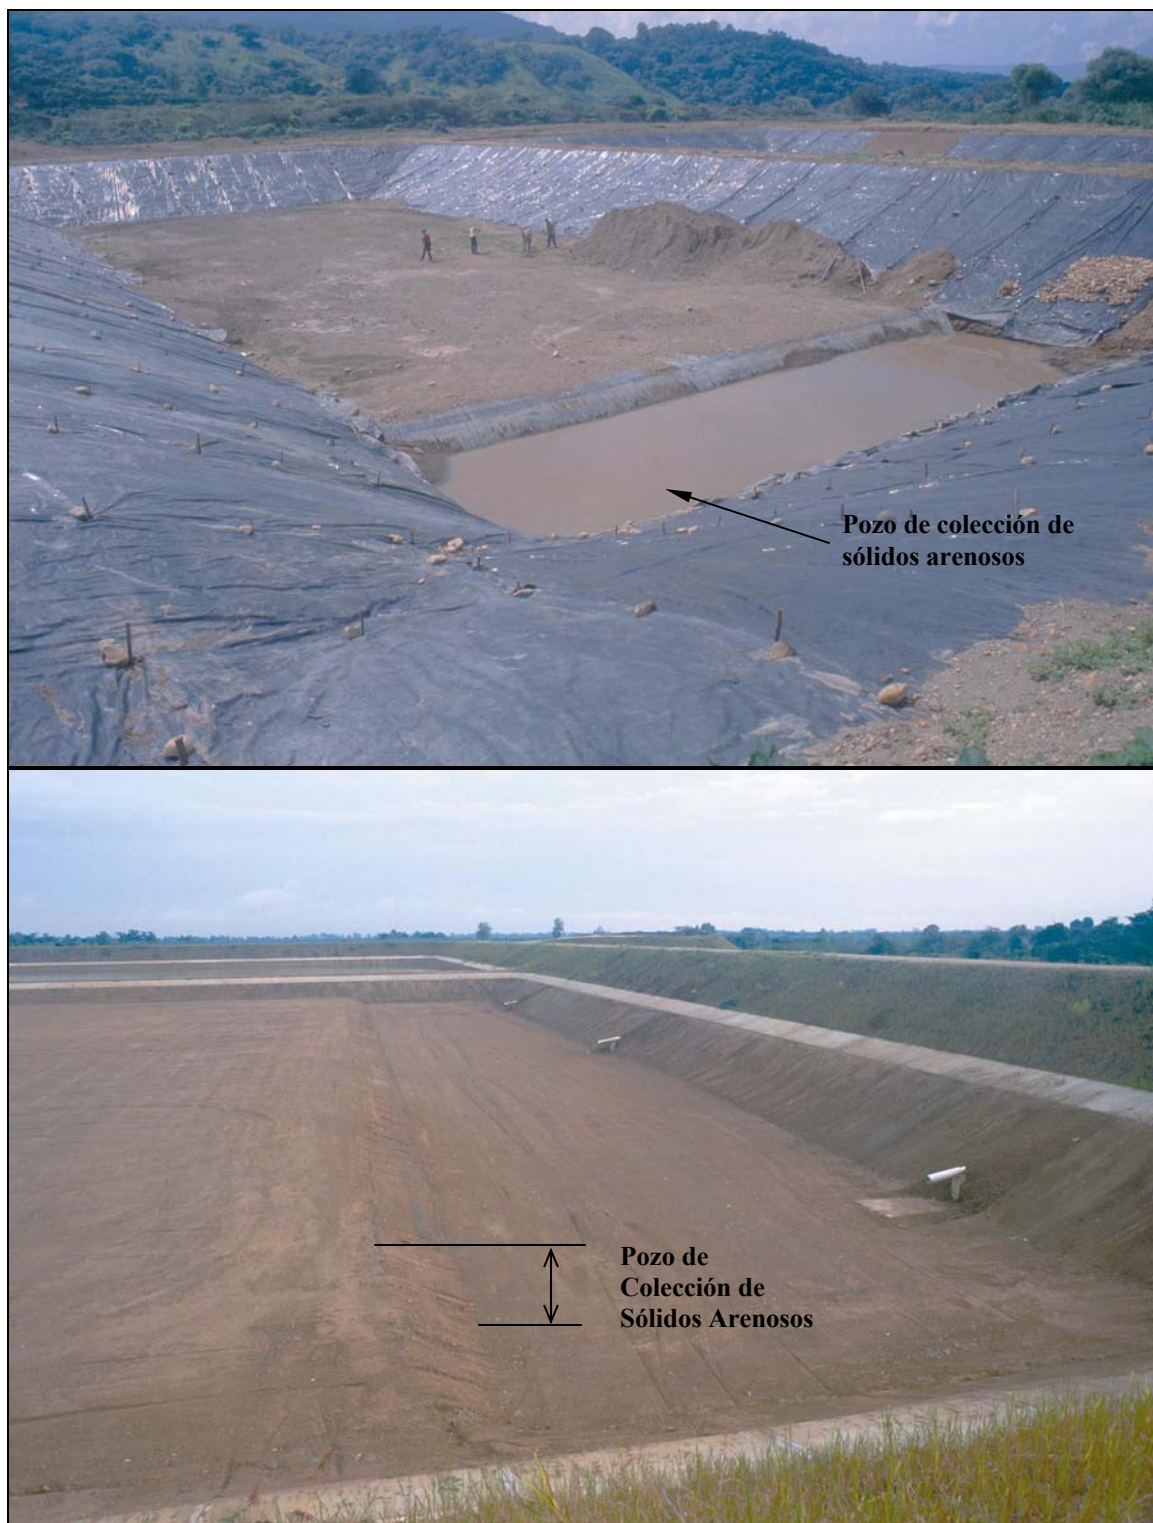 Pozo de colección de
sólidos arenosos
Pozo de
Colección de
Sólidos Arenosos